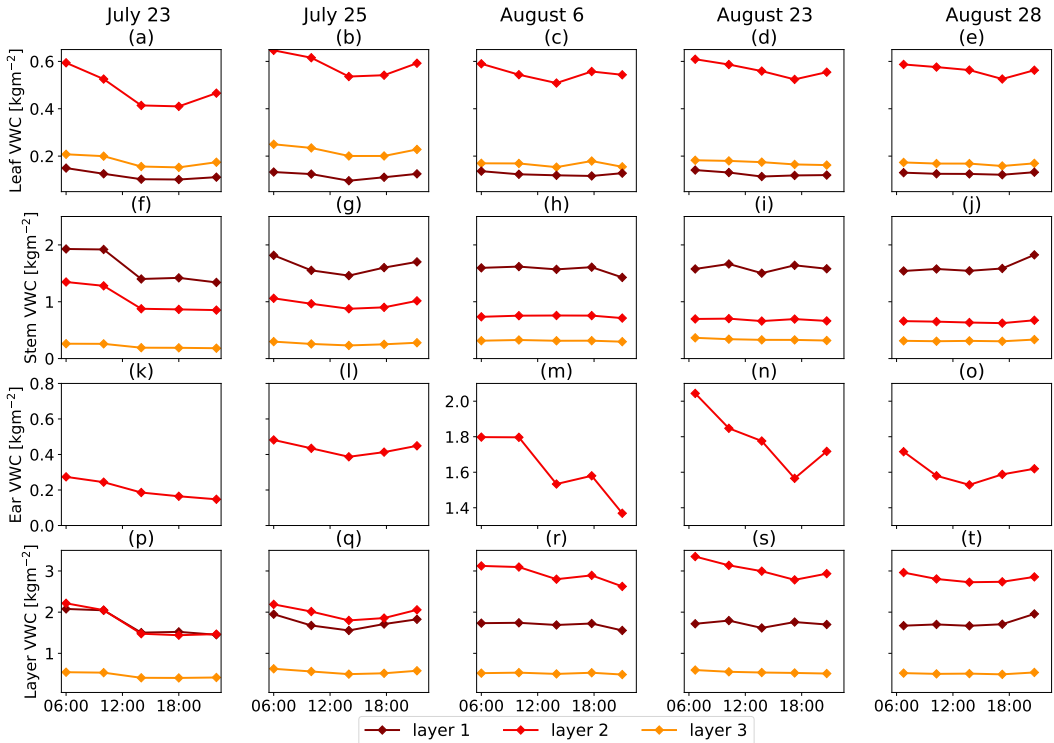 July 23 July 25 August 6 August 23 August 28
(a) (b) (c) (d) (e)
Leaf VWC [kgm⁻²]
0.6
0.4
0.2
(f) (g) (h) (i) (j)
Stem VWC [kgm⁻²]
2
1
0
(k) (l) (m) (n) (o)
Ear VWC [kgm⁻²]
0.8
0.6
0.4
0.2
0.0
2.0
1.8
1.6
1.4
(p) (q) (r) (s) (t)
Layer VWC [kgm⁻²]
3
2
1
06:00 12:00 18:00 06:00 12:00 18:00 06:00 12:00 18:00 06:00 12:00 18:00 06:00 12:00 18:00
layer 1 layer 2 layer 3